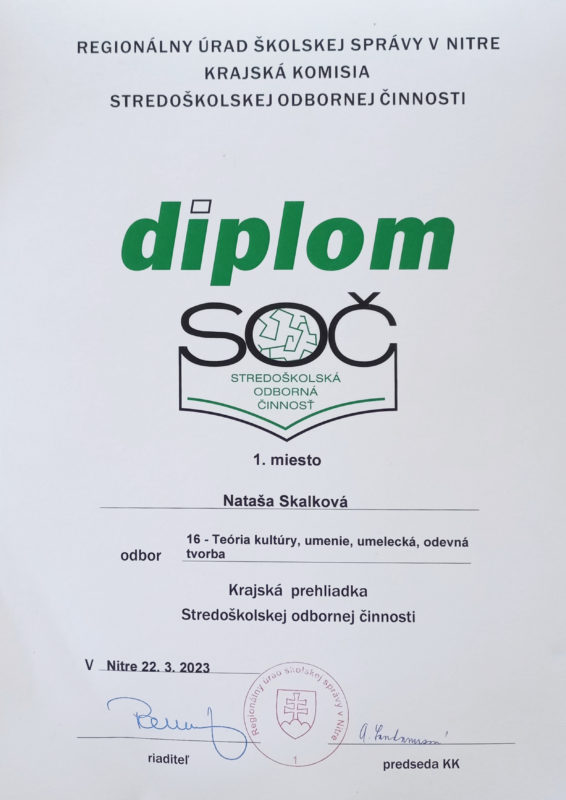 REGIONÁLNY ÚRAD ŠKOLSKEJ SPRÁVY V NITRE
KRAJSKÁ KOMISIA
STREDOŠKOLSKEJ ODBORNEJ ČINNOSTI
diplom
SOČ
STREDOŠKOLSKÁ
ODBORNÁ
ČINNOSŤ
1. miesto
Nataša Skalková
16 - Teória kultúry, umenie, umelecká, odevná
odbor tvorba
Krajská prehliadka
Stredoškolskej odbornej činnosti
V Nitre 22. 3. 2023
Regionálny úrad školskej správy v Nitre
1
riaditeľ
predseda KK